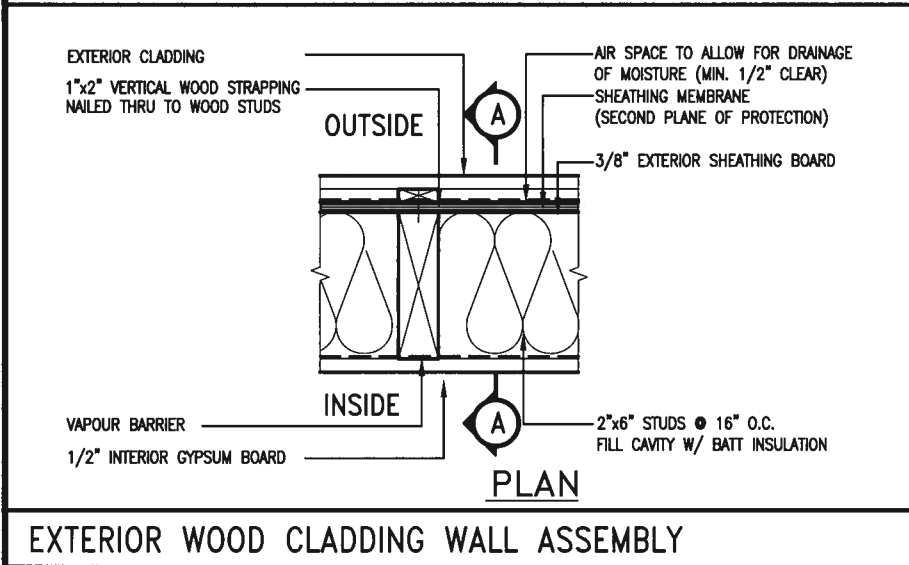 EXTERIOR CLADDING
1"x2" VERTICAL WOOD STRAPPING
NAILED THRU TO WOOD STUDS
OUTSIDE
A
AIR SPACE TO ALLOW FOR DRAINAGE
OF MOISTURE (MIN. 1/2" CLEAR)
SHEATHING MEMBRANE
(SECOND PLANE OF PROTECTION)
3/8" EXTERIOR SHEATHING BOARD
INSIDE
A
VAPOUR BARRIER
1/2" INTERIOR GYPSUM BOARD
2"x6" STUDS @ 16" O.C.
FILL CAVITY W/ BATT INSULATION
PLAN
EXTERIOR WOOD CLADDING WALL ASSEMBLY